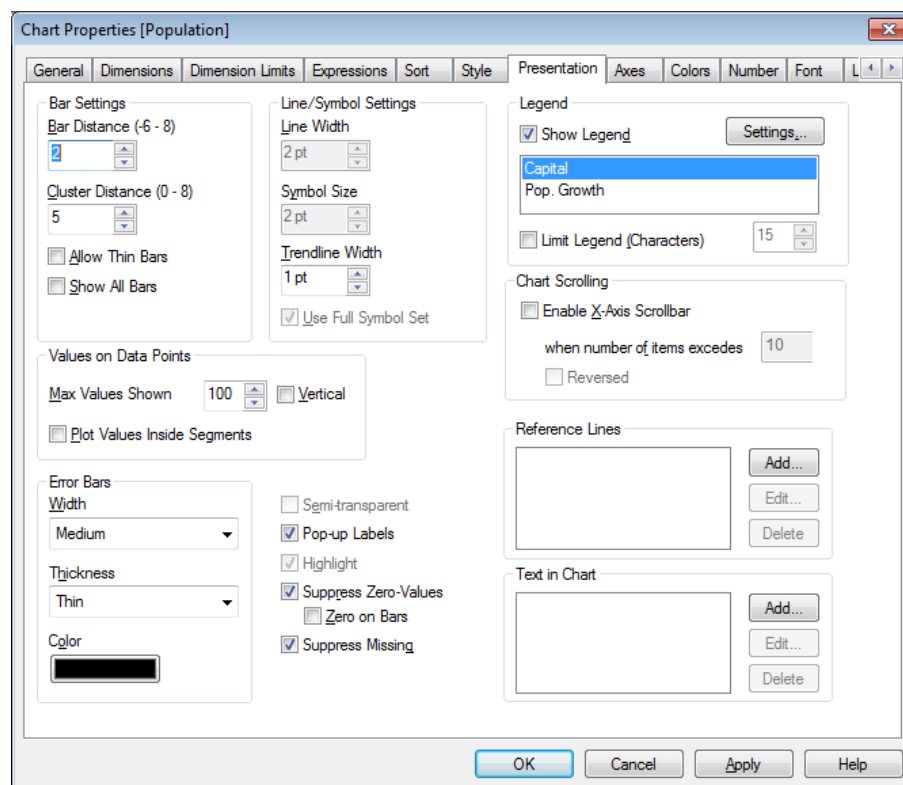 Chart Properties [Population]
General Dimensions Dimension Limits Expressions Sort Style Presentation Axes Colors Number Font L
Bar Settings
Bar Distance (-6 - 8)
2
Cluster Distance (0 - 8)
5
Allow Thin Bars
Show All Bars
Line/Symbol Settings
Line Width
2 pt
Symbol Size
2 pt
Trendline Width
1 pt
Use Full Symbol Set
Legend
Show Legend Settings...
Capital
Pop. Growth
Limit Legend (Characters) 15
Chart Scrolling
Enable X-Axis Scrollbar
when number of items excedes 10
Reversed
Values on Data Points
Max Values Shown 100 Vertical
Plot Values Inside Segments
Reference Lines
Add...
Edit...
Delete
Error Bars
Width
Medium
Thickness
Thin
Color
Semi-transparent
Pop-up Labels
Highlight
Suppress Zero-Values
Zero on Bars
Suppress Missing
Text in Chart
Add...
Edit...
Delete
OK Cancel Apply Help